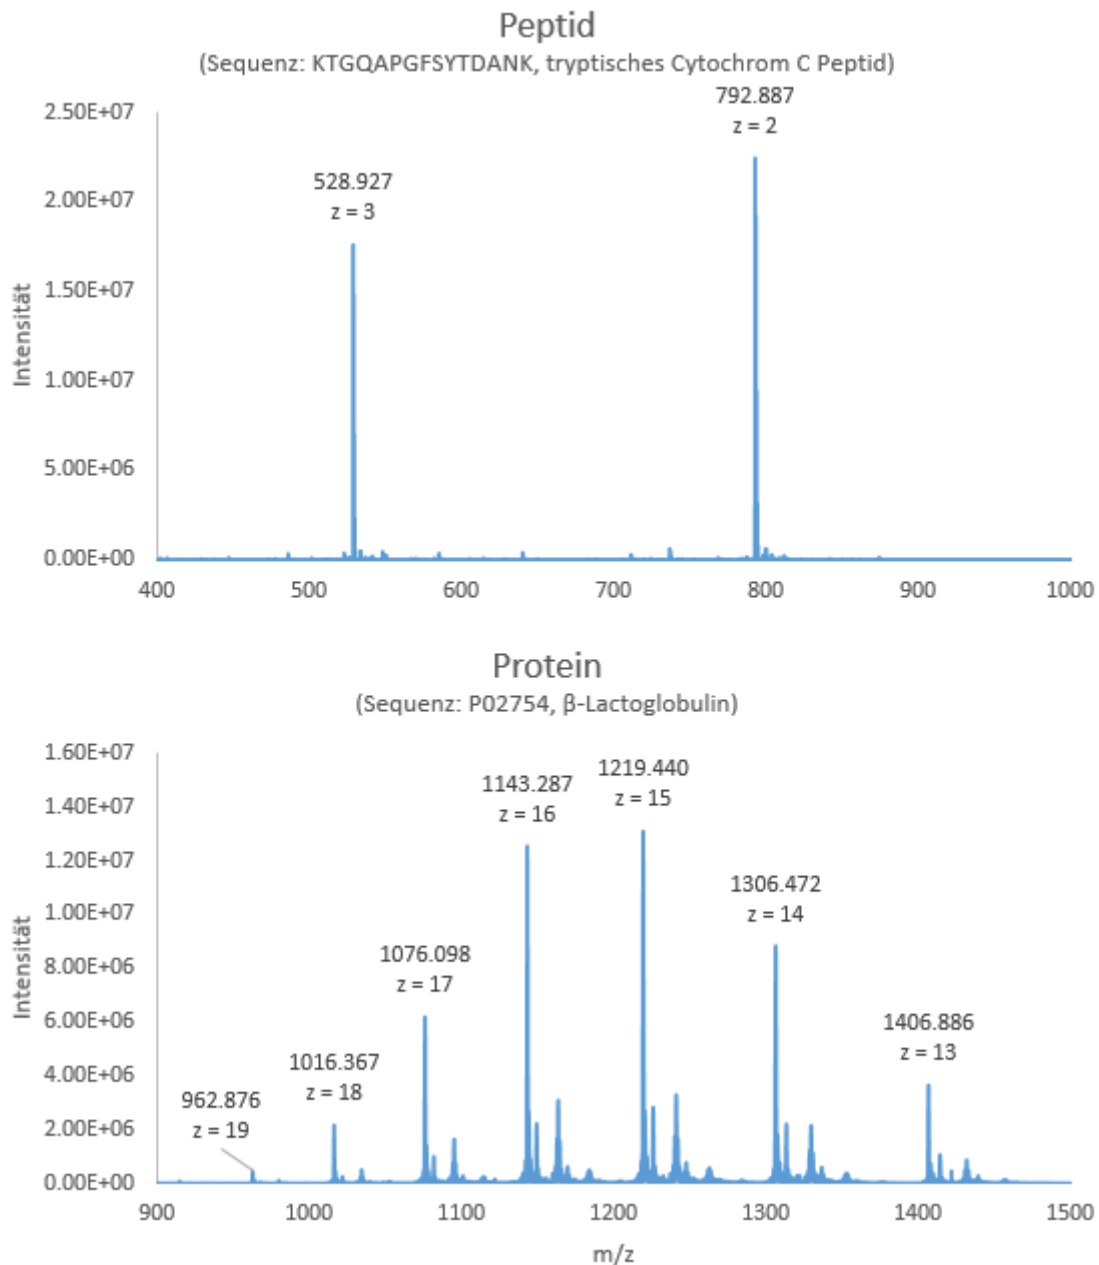 Peptid
(Sequenz: KTGQAPGFSYTDANK, tryptisches Cytochrom C Peptid)
792.887
z = 2
528.927
z = 3
2.50E+07
2.00E+07
1.50E+07
1.00E+07
5.00E+06
0.00E+00
Intensität
400 500 600 700 800 900 1000
Protein
(Sequenz: P02754, β-Lactoglobulin)
1.60E+07
1.40E+07
1.20E+07
1.00E+07
8.00E+06
6.00E+06
4.00E+06
2.00E+06
0.00E+00
Intensität
962.876
z = 19
1016.367
z = 18
1076.098
z = 17
1143.287
z = 16
1219.440
z = 15
1306.472
z = 14
1406.886
z = 13
900 1000 1100 1200 1300 1400 1500
m/z